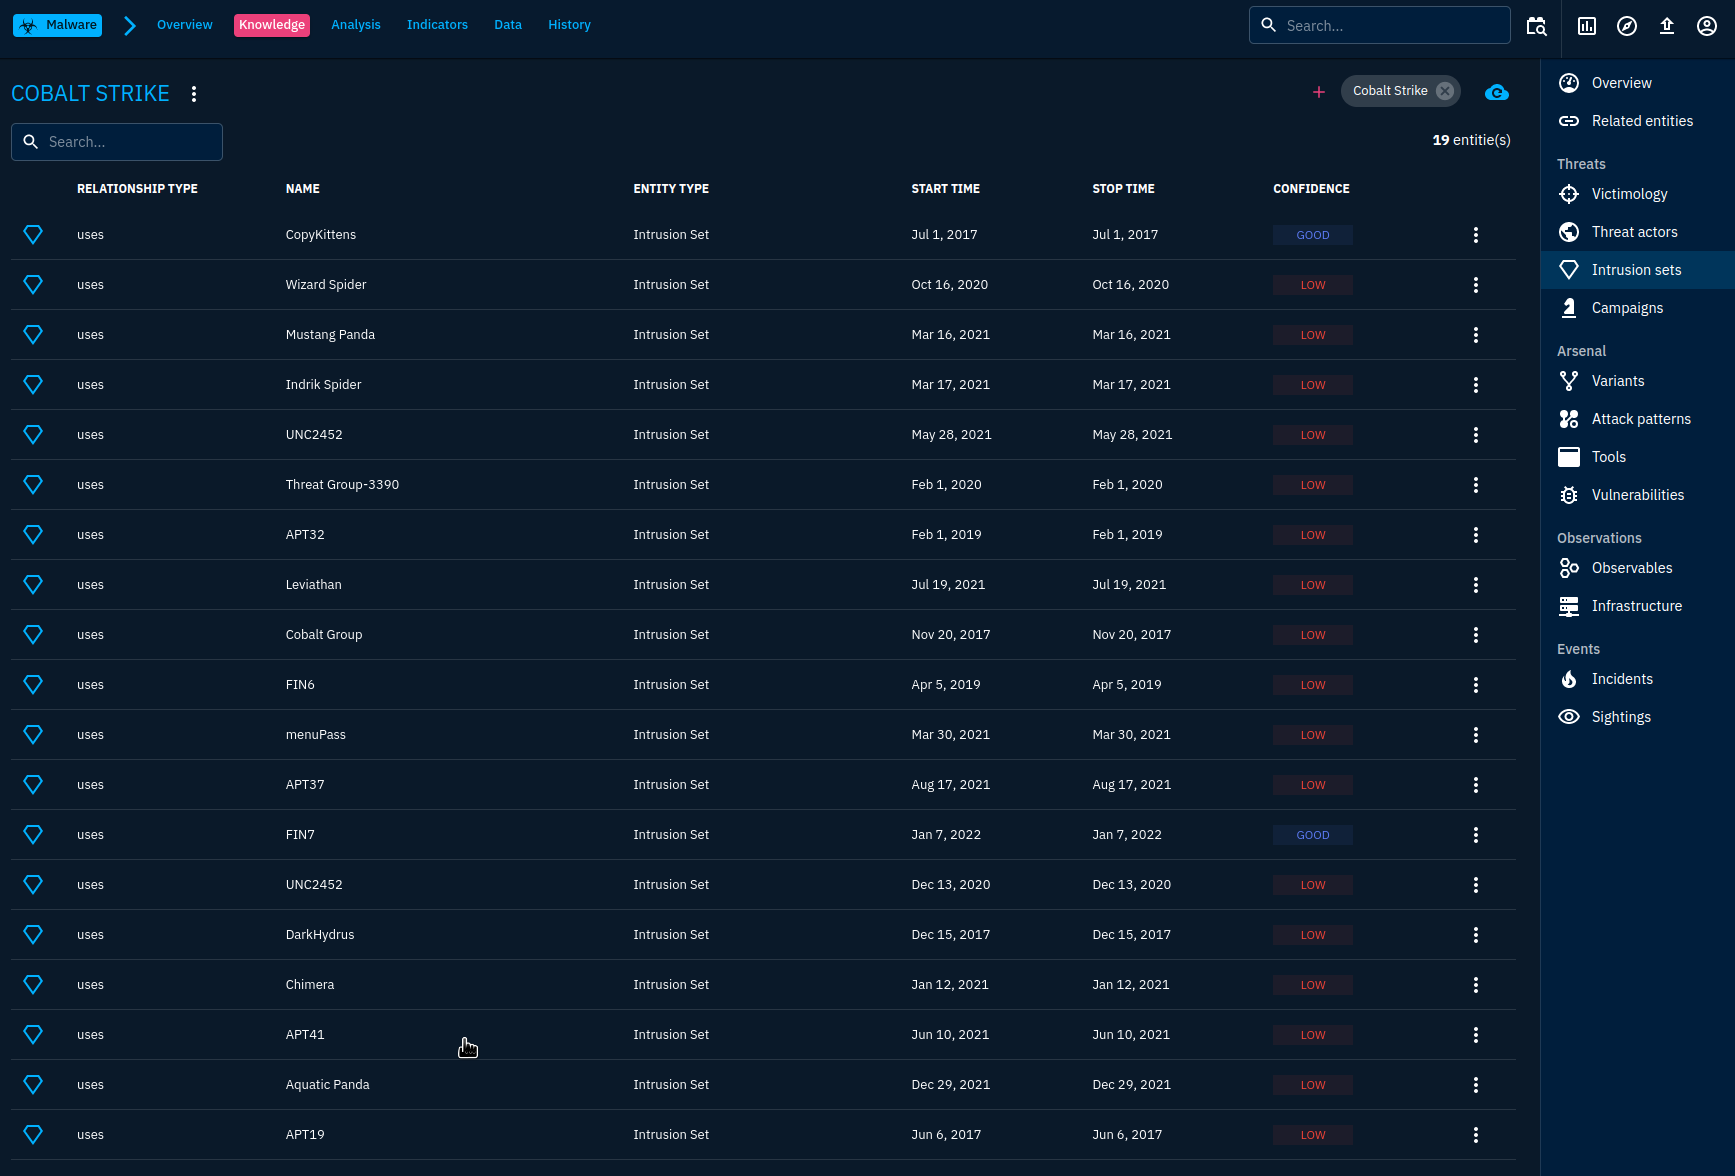 Malware Overview Knowledge Analysis Indicators Data History Search...
COBALT STRIKE Cobalt Strike
Search... 19 entitie(s)
RELATIONSHIP TYPE NAME ENTITY TYPE START TIME STOP TIME CONFIDENCE
uses CopyKittens Intrusion Set Jul 1, 2017 Jul 1, 2017 GOOD
uses Wizard Spider Intrusion Set Oct 16, 2020 Oct 16, 2020 LOW
uses Mustang Panda Intrusion Set Mar 16, 2021 Mar 16, 2021 LOW
uses Indrik Spider Intrusion Set Mar 17, 2021 Mar 17, 2021 LOW
uses UNC2452 Intrusion Set May 28, 2021 May 28, 2021 LOW
uses Threat Group-3390 Intrusion Set Feb 1, 2020 Feb 1, 2020 LOW
uses APT32 Intrusion Set Feb 1, 2019 Feb 1, 2019 LOW
uses Leviathan Intrusion Set Jul 19, 2021 Jul 19, 2021 LOW
uses Cobalt Group Intrusion Set Nov 20, 2017 Nov 20, 2017 LOW
uses FIN6 Intrusion Set Apr 5, 2019 Apr 5, 2019 LOW
uses menuPass Intrusion Set Mar 30, 2021 Mar 30, 2021 LOW
uses APT37 Intrusion Set Aug 17, 2021 Aug 17, 2021 LOW
uses FIN7 Intrusion Set Jan 7, 2022 Jan 7, 2022 GOOD
uses UNC2452 Intrusion Set Dec 13, 2020 Dec 13, 2020 LOW
uses DarkHydrus Intrusion Set Dec 15, 2017 Dec 15, 2017 LOW
uses Chimera Intrusion Set Jan 12, 2021 Jan 12, 2021 LOW
uses APT41 Intrusion Set Jun 10, 2021 Jun 10, 2021 LOW
uses Aquatic Panda Intrusion Set Dec 29, 2021 Dec 29, 2021 LOW
uses APT19 Intrusion Set Jun 6, 2017 Jun 6, 2017 LOW
Overview
Related entities
Threats
Victimology
Threat actors
Intrusion sets
Campaigns
Arsenal
Variants
Attack patterns
Tools
Vulnerabilities
Observations
Observables
Infrastructure
Events
Incidents
Sightings